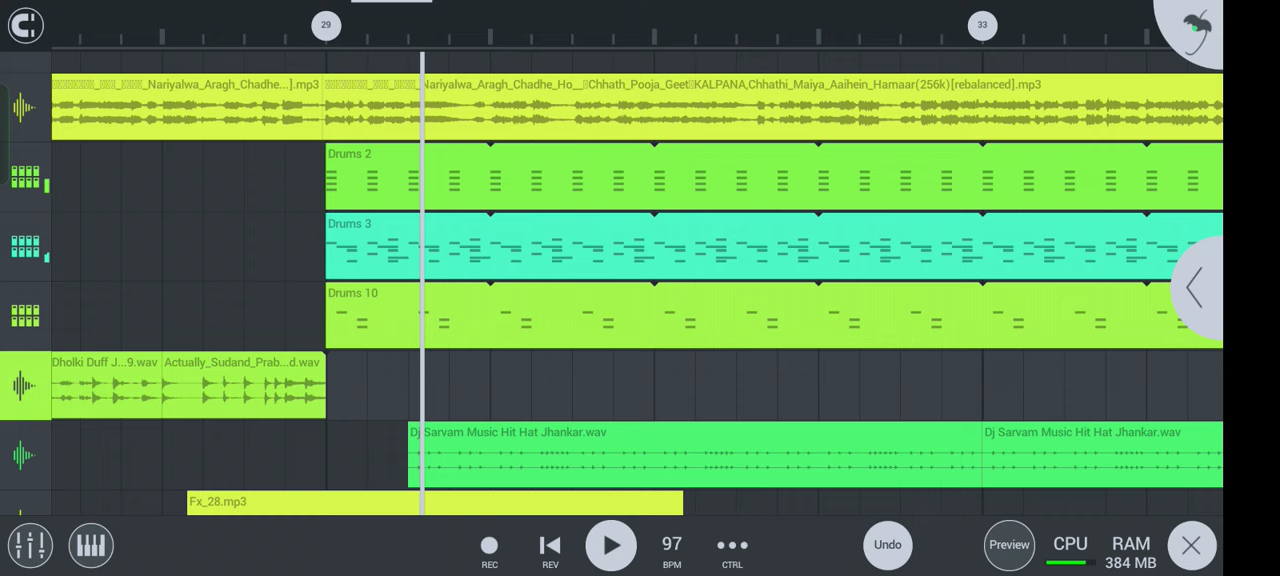 29
33
_Nariyalwa_Aragh_Chadhe...].mp3
_Nariyalwa_Aragh_Chadhe_Ho__ Chhath_Pooja_Geet KALPANA,Chhathi_Maiya_Aaihein_Hamaar(256k)[rebalanced].mp3
Drums 2
Drums 3
Drums 10
Dholki Duff J...9.wav
Actually_Sudand_Prab...d.wav
Dj Sarvam Music Hit Hat Jhankar.wav
Dj Sarvam Music Hit Hat Jhankar.wav
Fx_28.mp3
REC
REV
97
BPM
CTRL
Undo
Preview
CPU
RAM
384 MB